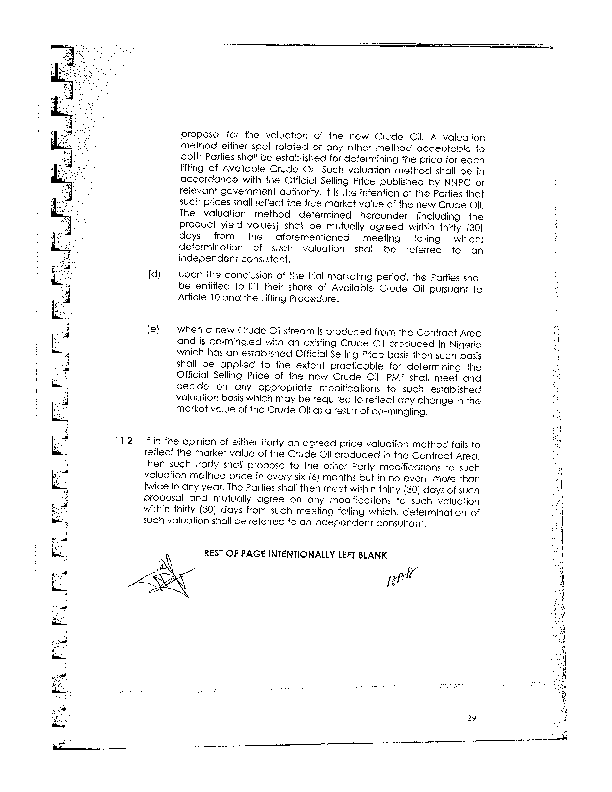 proposal for the valuation of the new Crude Oil. A valuation
method either spot related or any other method acceptable to
both Parties shall be established for determining the price for each
lifting of Available Crude Oil. Such valuation method shall be in
accordance with the Official Selling Price published by NNPC or
relevant government authority. It is the intention of the Parties that
such prices shall reflect the true market value of the new Crude Oil.
The valuation method determined hereunder (including the
product yield values) shall be mutually agreed within thirty (30)
days from the aforementioned meeting failing which;
determination of such valuation shall be referred to an
independent consultant.
(d) upon the conclusion of the trial marketing period, the Parties shall
be entitled to lift their share of Available Crude Oil pursuant to
Article 10 and the Lifting Procedure.
(e) when a new Crude Oil stream is produced from the Contract Area
and is co-mingled with an existing Crude Oil produced in Nigeria
which has an established Official Selling Price basis then such basis
shall be applied to the extent practicable for determining the
Official Selling Price of the new Crude Oil. shall meet and
decide on any appropriate modifications to such established
valuation basis which may be required to reflect any change in the
market value of the Crude Oil as a result of co-mingling.
11.2 If in the opinion of either Party an agreed price valuation method fails to
reflect the market value of the Crude Oil produced in the Contract Area,
then such Party shall propose to the other Party modifications to such
valuation method once in every six (6) months but in no event more than
twice in any year. The Parties shall then meet within thirty (30) days of such
proposal and mutually agree on any modifications to such valuation
within thirty (30) days from such meeting failing which, determination of
such valuation shall be referred to an independent consultant.
REST OF PAGE INTENTIONALLY LEFT BLANK
29